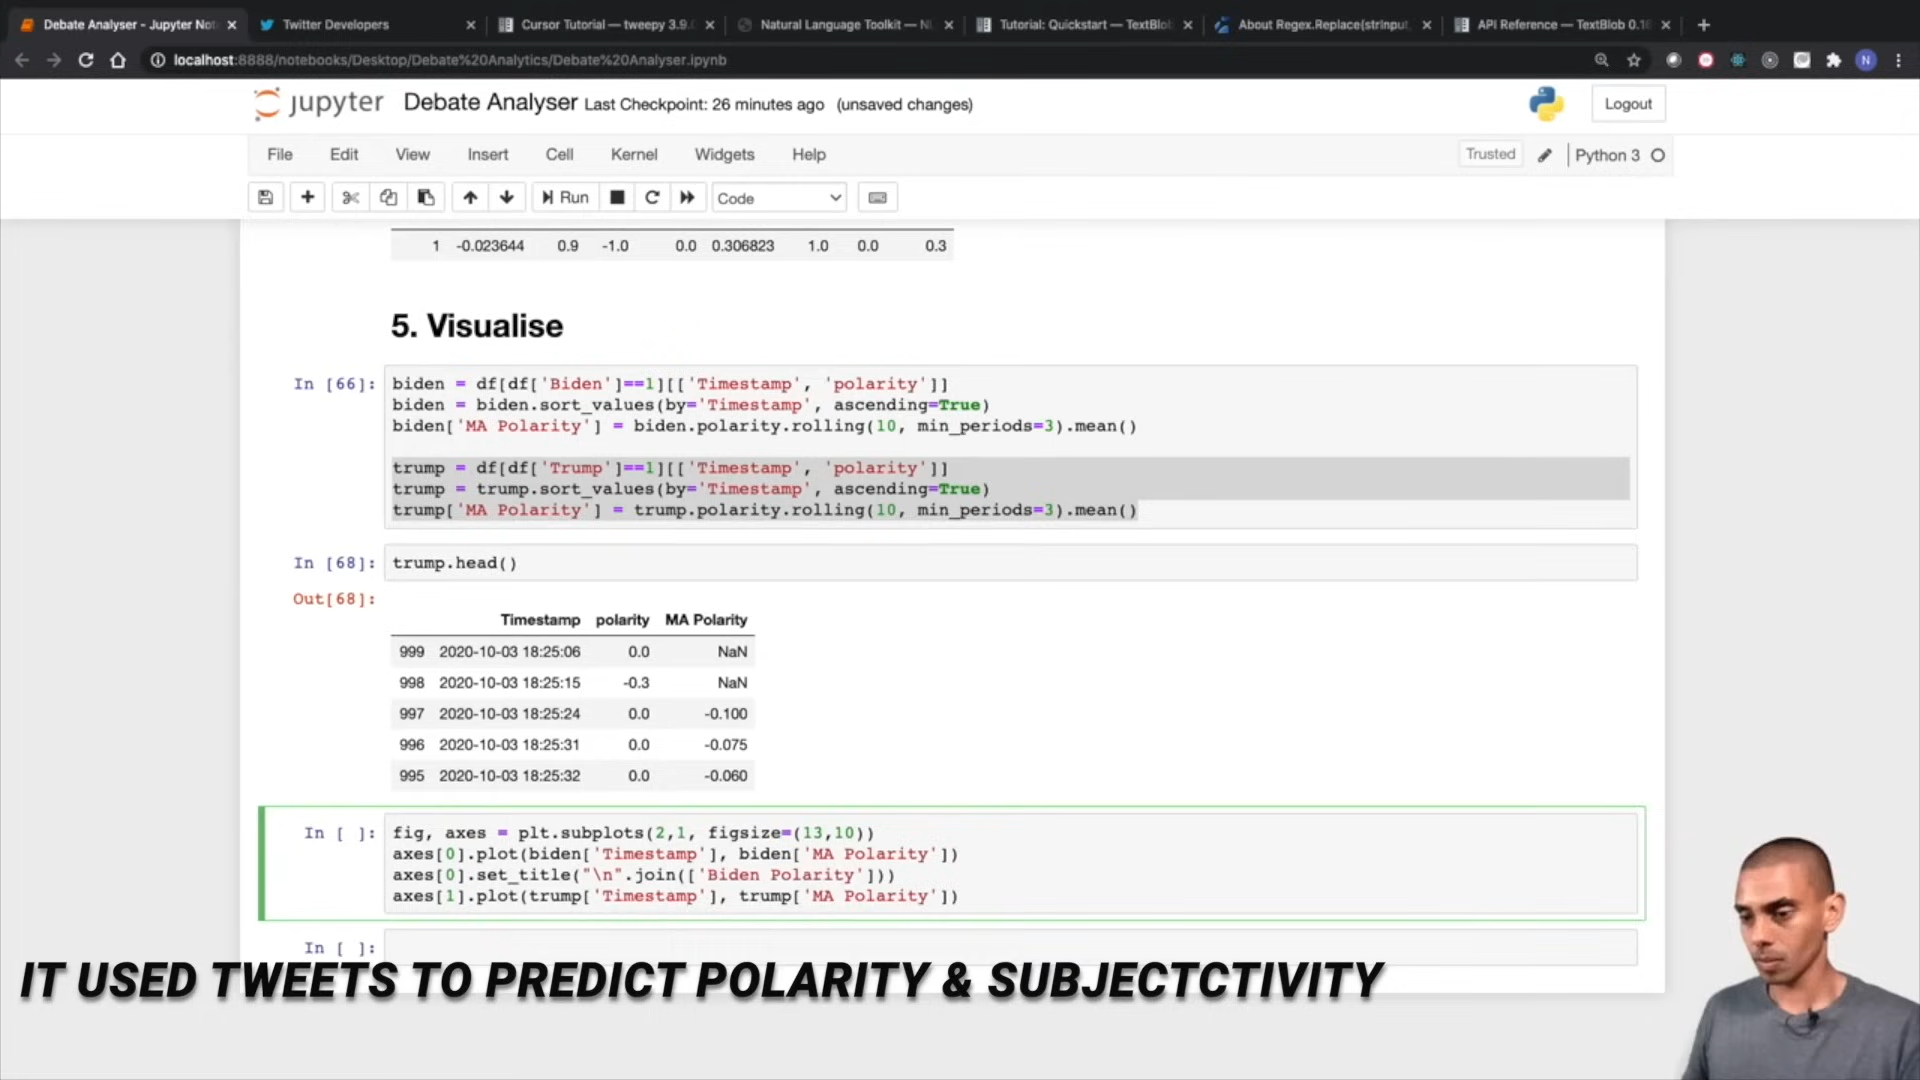 Debate Analyser - Jupyter Not
Twitter Developers
Cursor Tutorial — tweepy 3.9.0
Natural Language Toolkit — NL
Tutorial: Quickstart — TextBlob
About Regex.Replace(strInput,
API Reference — TextBlob 0.16
localhost:8888/notebooks/Desktop/Debate%20Analytics/Debate%20Analyser.ipynb
N
jupyter Debate Analyser Last Checkpoint: 26 minutes ago (unsaved changes)
Logout
File Edit View Insert Cell Kernel Widgets Help
Trusted Python 3
Run Code
1 -0.023644 0.9 -1.0 0.0 0.306823 1.0 0.0 0.3
5. Visualise
In [66]: biden = df[df['Biden']==1][['Timestamp', 'polarity']]
biden = biden.sort_values(by='Timestamp', ascending=True)
biden['MA Polarity'] = biden.polarity.rolling(10, min_periods=3).mean()
trump = df[df['Trump']==1][['Timestamp', 'polarity']]
trump = trump.sort_values(by='Timestamp', ascending=True)
trump['MA Polarity'] = trump.polarity.rolling(10, min_periods=3).mean()
In [68]: trump.head()
Out[68]:
Timestamp polarity MA Polarity
999 2020-10-03 18:25:06 0.0 NaN
998 2020-10-03 18:25:15 -0.3 NaN
997 2020-10-03 18:25:24 0.0 -0.100
996 2020-10-03 18:25:31 0.0 -0.075
995 2020-10-03 18:25:32 0.0 -0.060
In [ ]: fig, axes = plt.subplots(2,1, figsize=(13,10))
axes[0].plot(biden['Timestamp'], biden['MA Polarity'])
axes[0].set_title("\n".join(['Biden Polarity']))
axes[1].plot(trump['Timestamp'], trump['MA Polarity'])
In [ ]:
IT USED TWEETS TO PREDICT POLARITY & SUBJECTCTIVITY